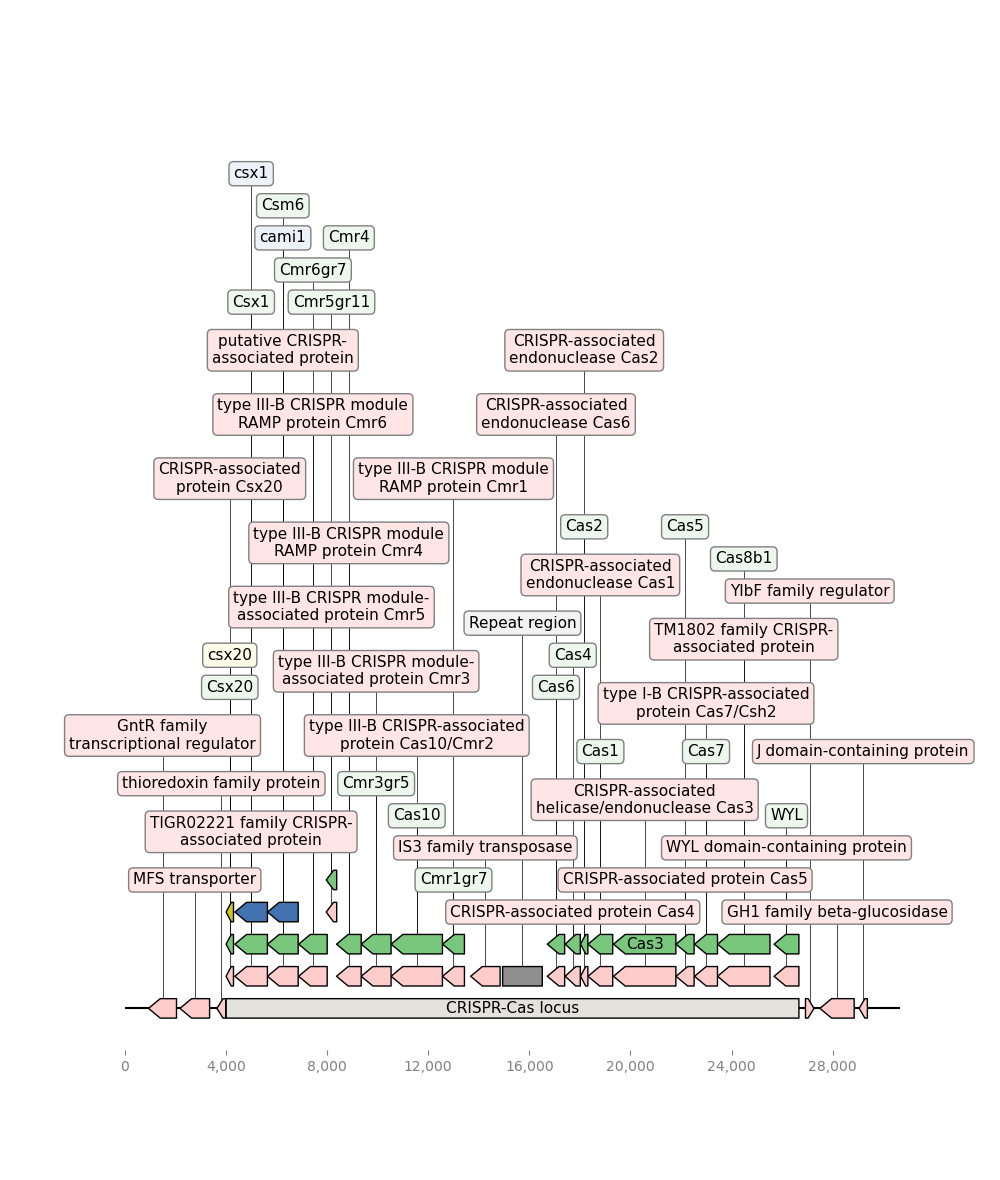 csx1
Csm6
cami1
Cmr4
Cmr6gr7
Csx1
Cmr5gr11
putative CRISPR-
associated protein
CRISPR-associated
endonuclease Cas2
type III-B CRISPR module
RAMP protein Cmr6
CRISPR-associated
endonuclease Cas6
CRISPR-associated
protein Csx20
type III-B CRISPR module
RAMP protein Cmr1
type III-B CRISPR module
RAMP protein Cmr4
Cas2
Cas5
Cas8b1
CRISPR-associated
endonuclease Cas1
YlbF family regulator
type III-B CRISPR module-
associated protein Cmr5
Repeat region
TM1802 family CRISPR-
associated protein
csx20
type III-B CRISPR module-
associated protein Cmr3
Cas4
Csx20
Cas6
type I-B CRISPR-associated
protein Cas7/Csh2
GntR family
transcriptional regulator
type III-B CRISPR-associated
protein Cas10/Cmr2
Cas1
Cas7
J domain-containing protein
thioredoxin family protein
Cmr3gr5
CRISPR-associated
helicase/endonuclease Cas3
Cas10
WYL
TIGR02221 family CRISPR-
associated protein
IS3 family transposase
WYL domain-containing protein
MFS transporter
Cmr1gr7
CRISPR-associated protein Cas5
CRISPR-associated protein Cas4
GH1 family beta-glucosidase
Cas3
CRISPR-Cas locus
0
4,000
8,000
12,000
16,000
20,000
24,000
28,000